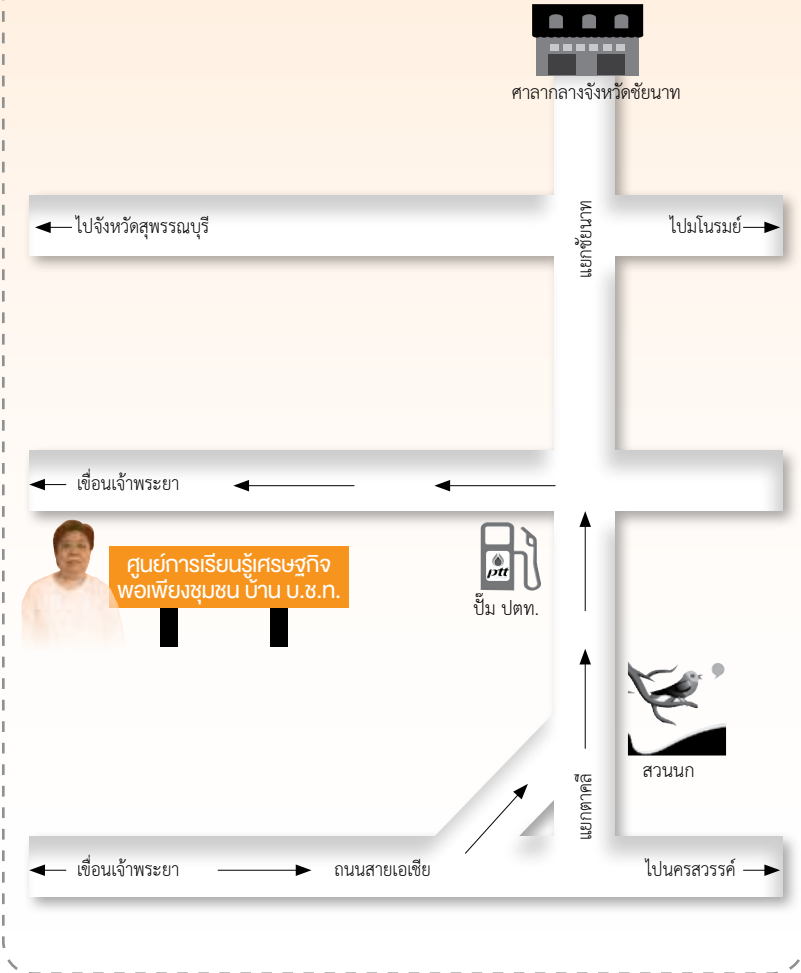 ศาลากลางจังหวัดชัยนาท
ไปจังหวัดสุพรรณบุรี
แยกชัยนาท
ไปมโนรมย์
เขื่อนเจ้าพระยา
ศูนย์การเรียนรู้เศรษฐกิจ
พอเพียงชุมชน บ้าน บ.ช.ท.
ptt
ปั๊ม ปตท.
สวนนก
แยกตาคลี
เขื่อนเจ้าพระยา
ถนนสายเอเชีย
ไปนครสวรรค์